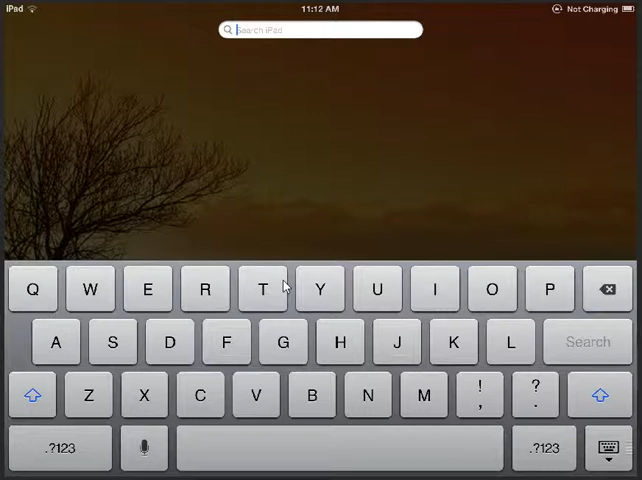 iPad 11:12 AM Not Charging
Search iPad
Q W E R T Y U I O P
A S D F G H J K L Search
Z X C V B N M ! , ? .
.?123 .?123